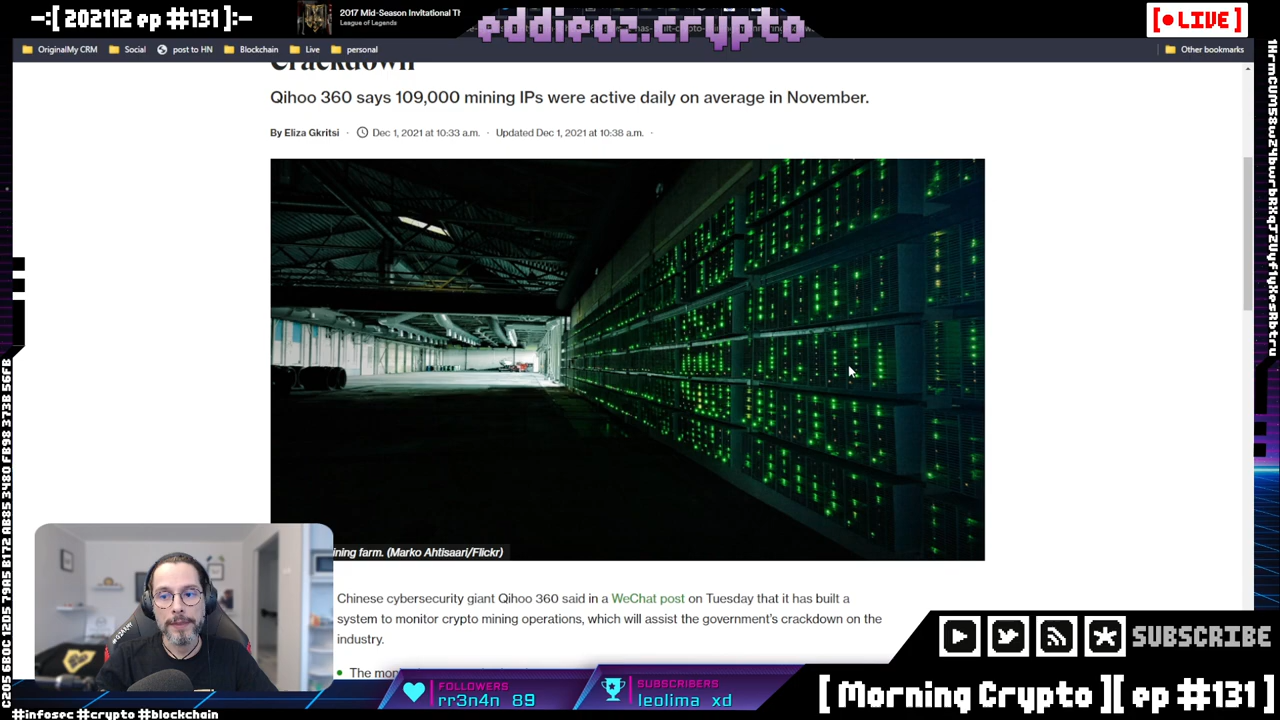 -:[ 202112 ep #131 ]:-
2017 Mid-Season Invitational Th
League of Legends
eddieoz.crypto
[• LIVE ]
OriginalMy CRM
Social
post to HN
Blockchain
Live
personal
Other bookmarks
Crackdown
Qihoo 360 says 109,000 mining IPs were active daily on average in November.
By Eliza Gkritsi · Dec 1, 2021 at 10:33 a.m. · Updated Dec 1, 2021 at 10:38 a.m. ·
ining farm. (Marko Ahtisaari/Flickr)
Chinese cybersecurity giant Qihoo 360 said in a WeChat post on Tuesday that it has built a
system to monitor crypto mining operations, which will assist the government's crackdown on the
industry.
SUBSCRIBE
FOLLOWERS
rr3n4n 89
SUBSCRIBERS
leolima xd
[ Morning Crypto ][ ep #131 ]
#infosec #crypto #blockchain